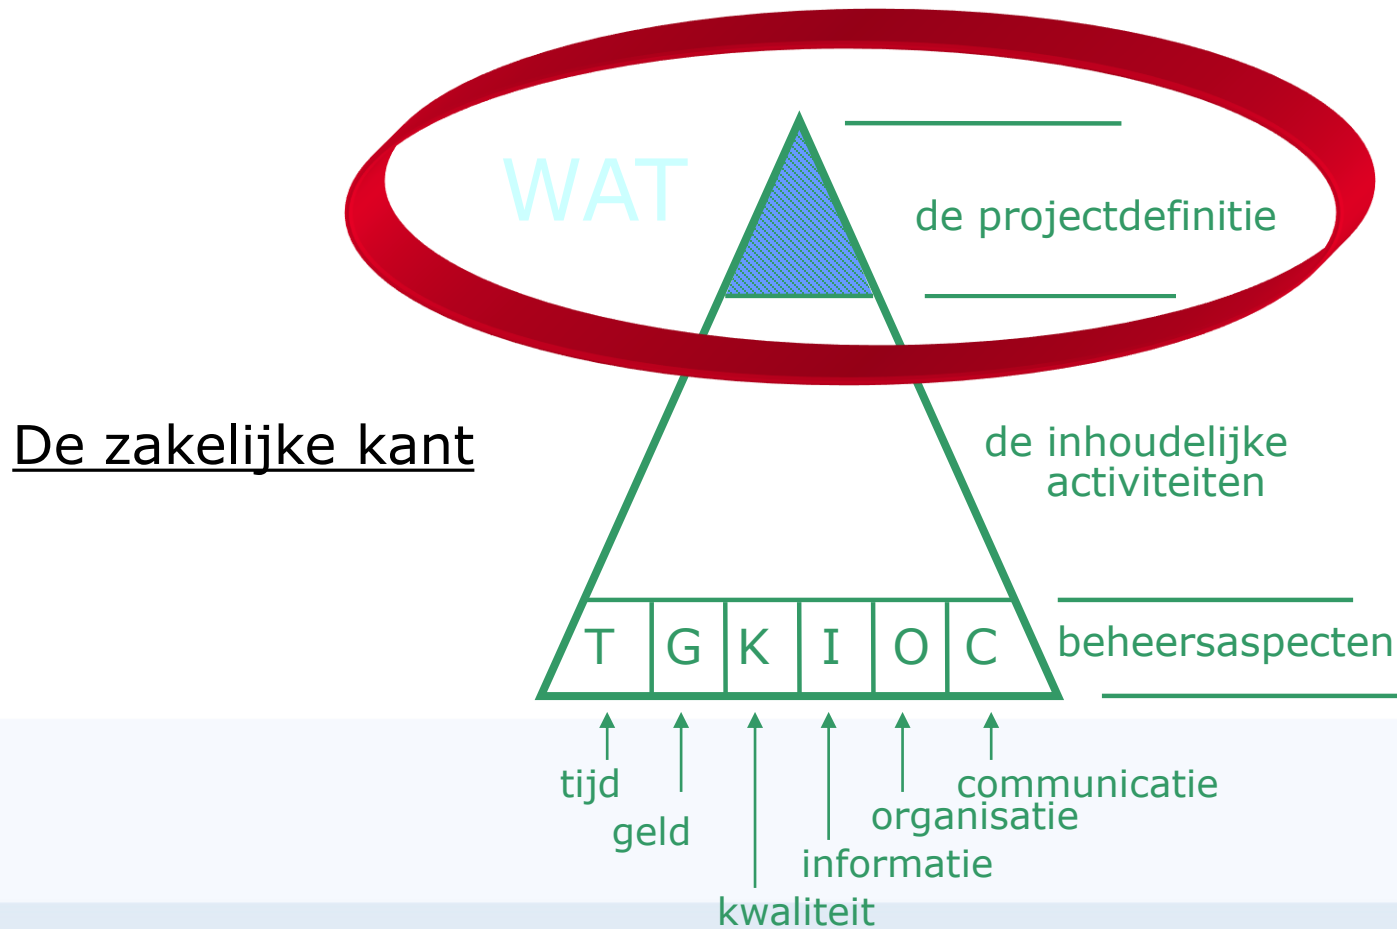 WAT
de projectdefinitie
De zakelijke kant
de inhoudelijke
activiteiten
T G K I O C
beheersaspecten
tijd
communicatie
organisatie
geld
informatie
kwaliteit